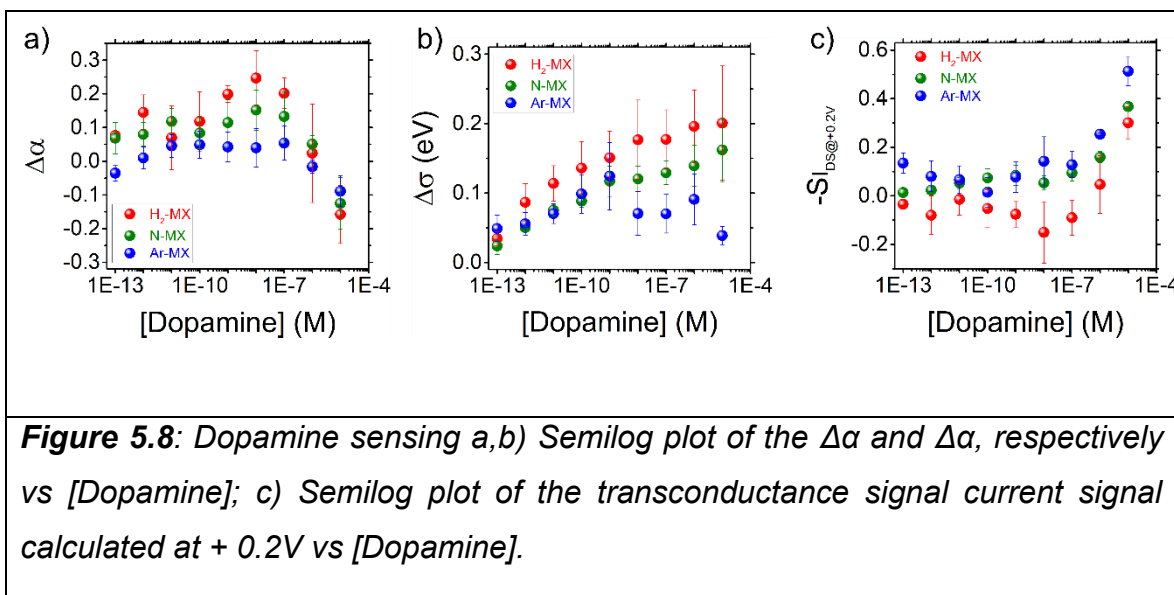 a)
Δα
0.3
0.2
0.1
0.0
-0.1
-0.2
-0.3
H₂-MX
N-MX
Ar-MX
1E-13 1E-10 1E-7 1E-4
[Dopamine] (M)
b)
Δσ (eV)
0.3
0.2
0.1
0.0
H₂-MX
N-MX
Ar-MX
1E-13 1E-10 1E-7 1E-4
[Dopamine] (M)
c)
-SI_DS@+0.2V
0.6
0.4
0.2
0.0
-0.2
H₂-MX
N-MX
Ar-MX
1E-13 1E-10 1E-7 1E-4
[Dopamine] (M)
Figure 5.8: Dopamine sensing a,b) Semilog plot of the Δα and Δα, respectively
vs [Dopamine]; c) Semilog plot of the transconductance signal current signal
calculated at + 0.2V vs [Dopamine].